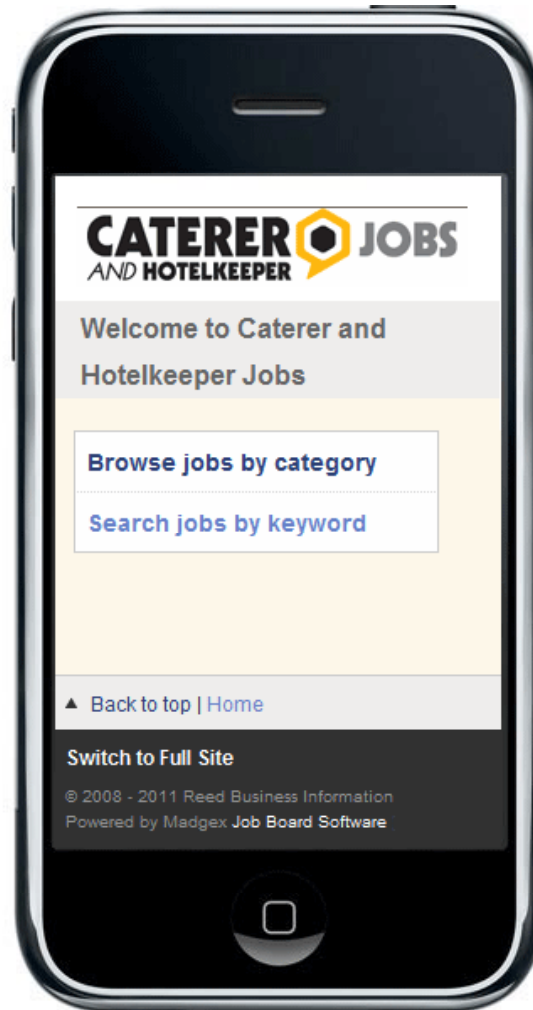 CATERER JOBS
AND HOTELKEEPER
Welcome to Caterer and
Hotelkeeper Jobs
Browse jobs by category
Search jobs by keyword
▲ Back to top | Home
Switch to Full Site
© 2008 - 2011 Reed Business Information
Powered by Madgex Job Board Software